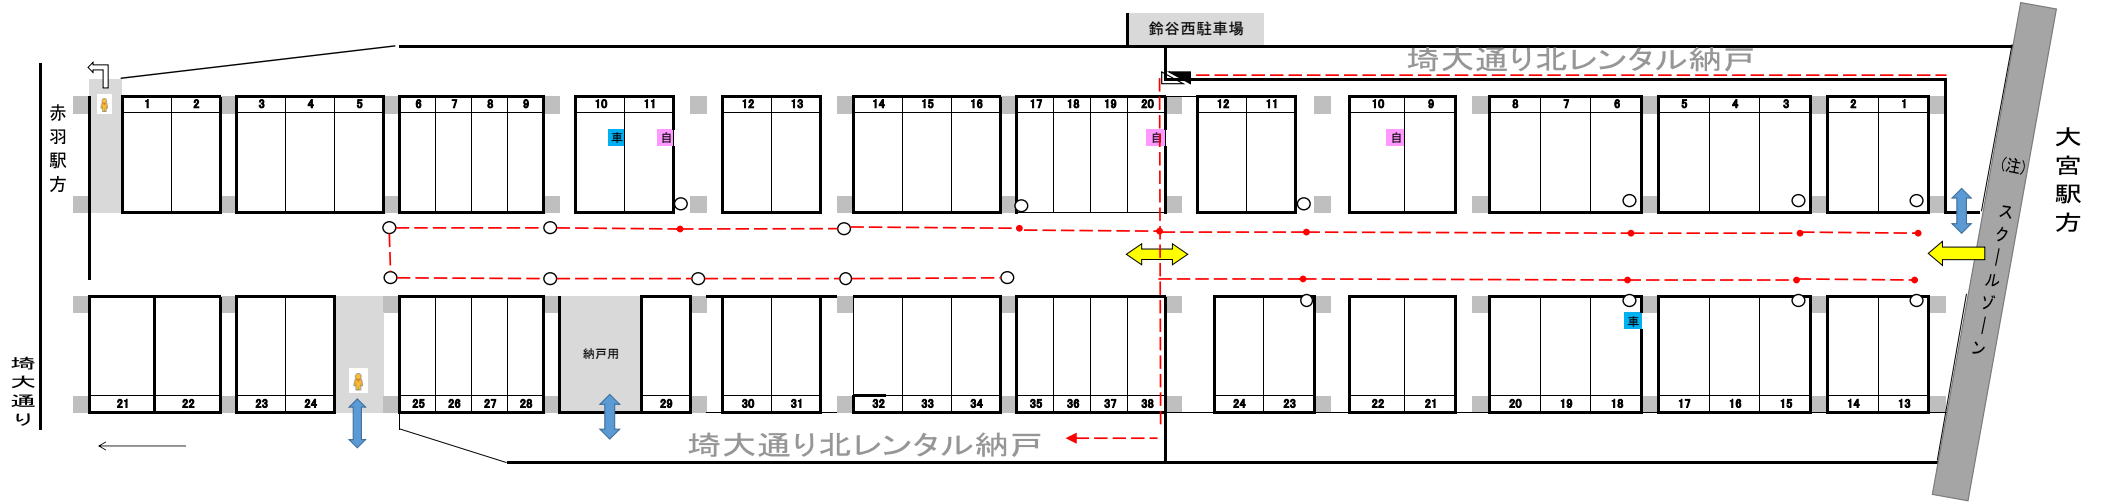 鈴谷西駐車場
埼大通り北レンタル納戸
赤羽駅方
1 2 3 4 5 6 7 8 9 10 11 12 13 14 15 16 17 18 19 20 12 11 10 9 8 7 6 5 4 3 2 1
車 自 自 自
大宮駅方
(注) スクールゾーン
車
納戸用
埼大通り
21 22 23 24 25 26 27 28 29 30 31 32 33 34 35 36 37 38 24 23 22 21 20 19 18 17 16 15 14 13
埼大通り北レンタル納戸